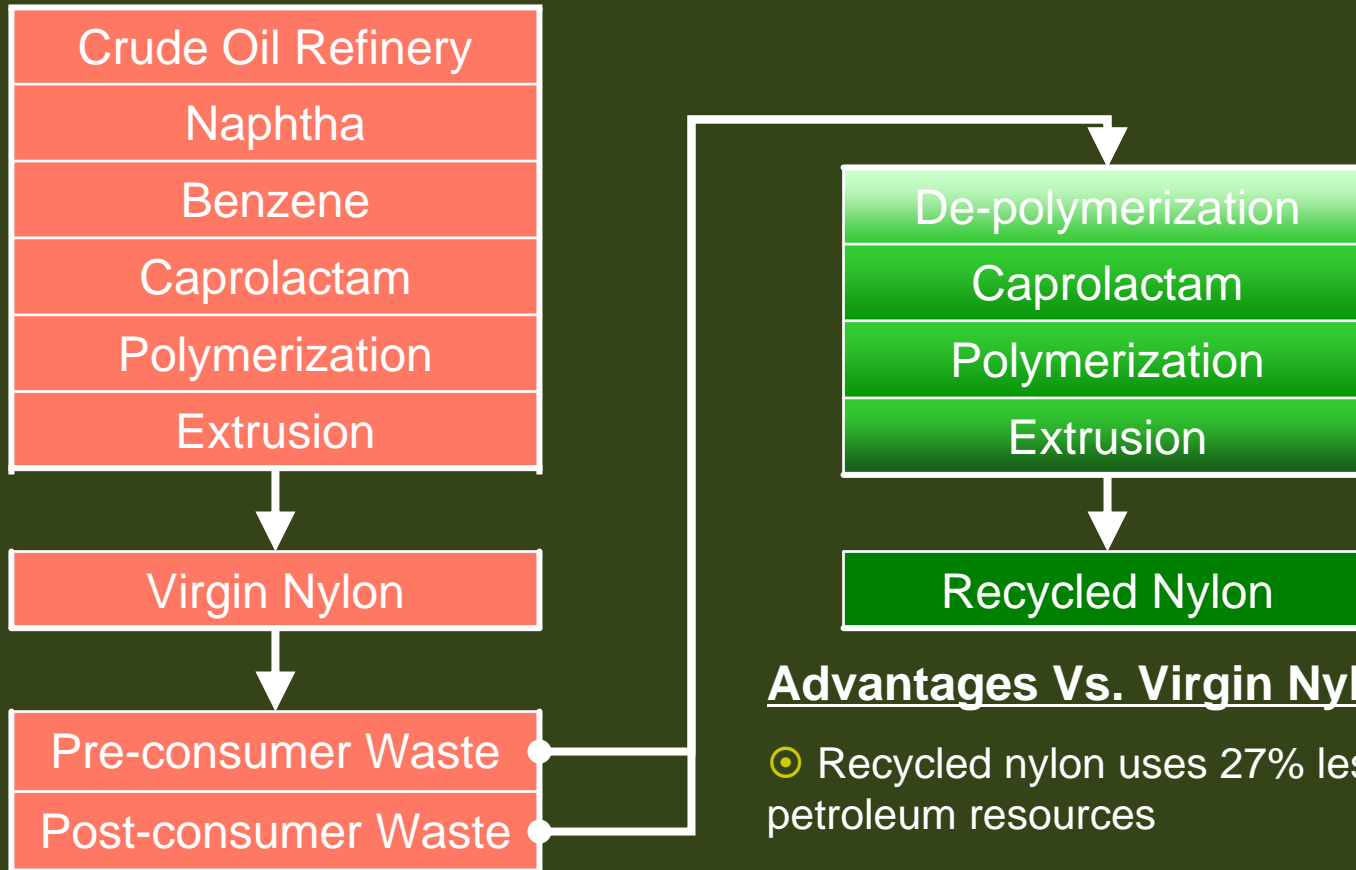 Crude Oil Refinery
Naphtha
Benzene
Caprolactam
Polymerization
Extrusion
Virgin Nylon
Pre-consumer Waste
Post-consumer Waste
De-polymerization
Caprolactam
Polymerization
Extrusion
Recycled Nylon
Advantages Vs. Virgin
Recycled nylon uses 27%
petroleum resources